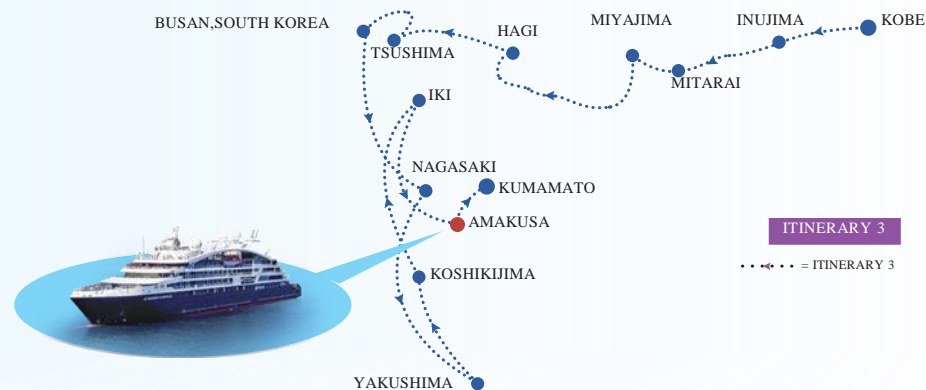 BUSAN,SOUTH KOREA
TSUSHIMA
HAGI
MIYAJIMA
INUJIMA
KOBE
MITARAI
IKI
NAGASAKI
KUMAMATO
AMAKUSA
ITINERARY 3
= ITINERARY 3
KOSHIKIJIMA
YAKUSHIMA